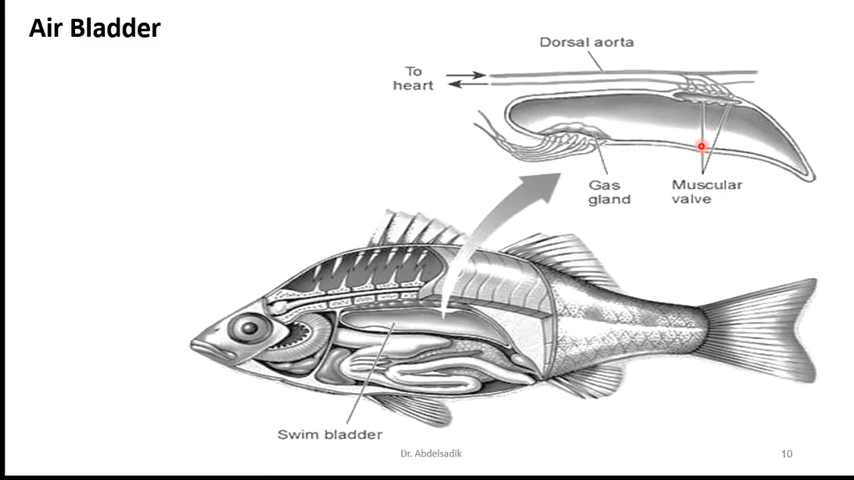 Air Bladder
Dorsal aorta
To
heart
Gas
gland
Muscular
valve
Swim bladder
Dr. Abdelsadik
10